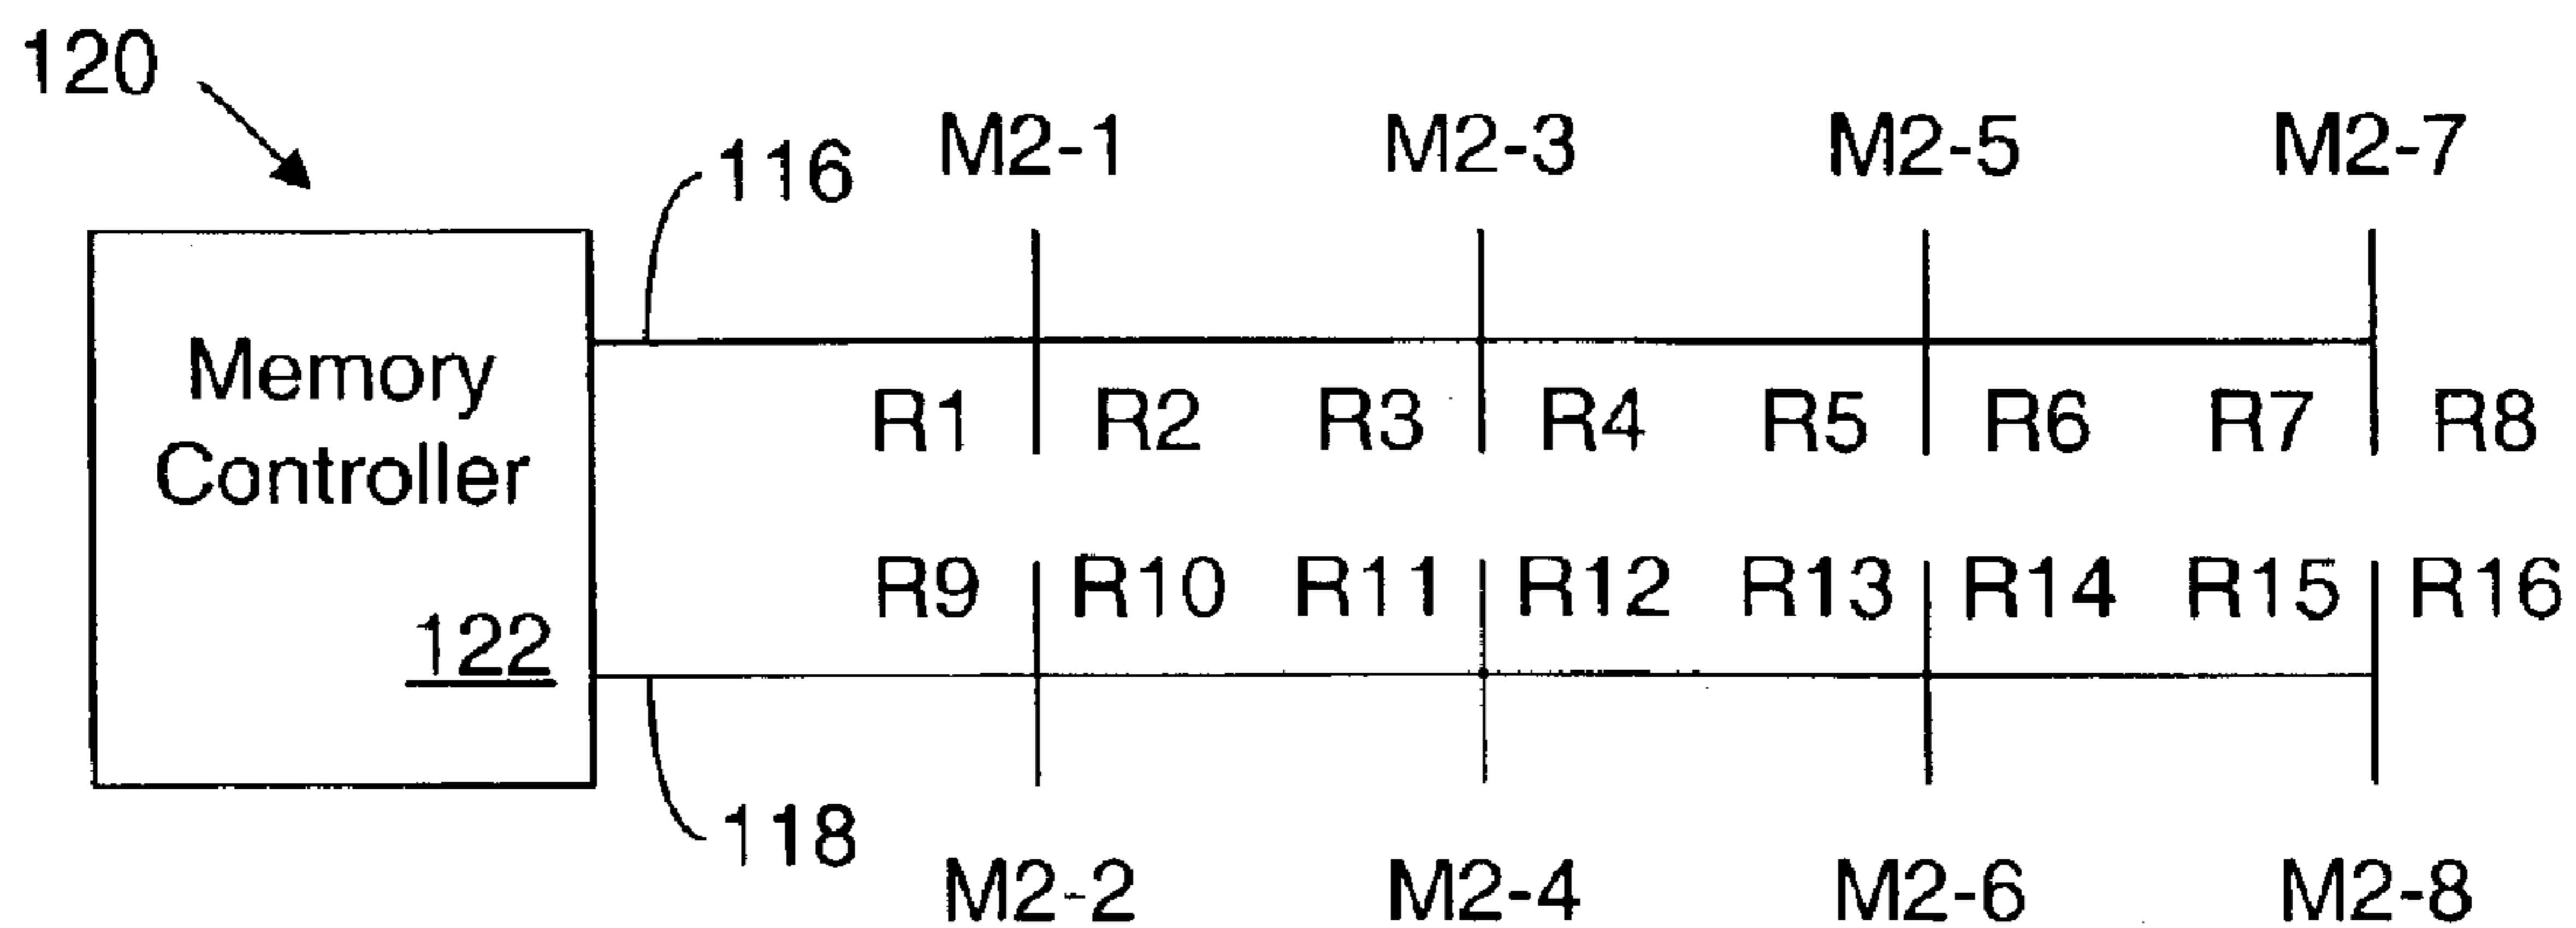 120
116
M2-1 M2-3 M2-5 M2-7
Memory
Controller
122
R1 R2 R3 R4 R5 R6 R7 R8
R9 R10 R11 R12 R13 R14 R15 R16
118
M2-2 M2-4 M2-6 M2-8